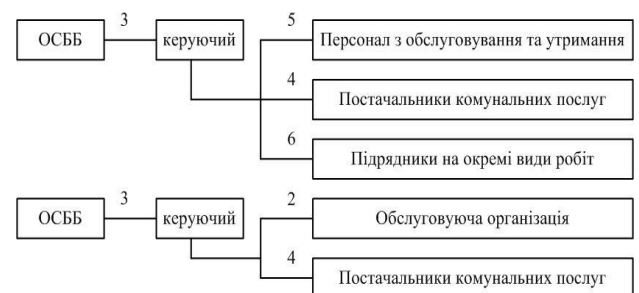 3
5
ОСББ
керуючий
Персонал з обслуговування та утримання
4
Постачальники комунальних послуг
6
Підрядники на окремі види робіт
3
2
ОСББ
керуючий
Обслуговуюча організація
4
Постачальники комунальних послуг